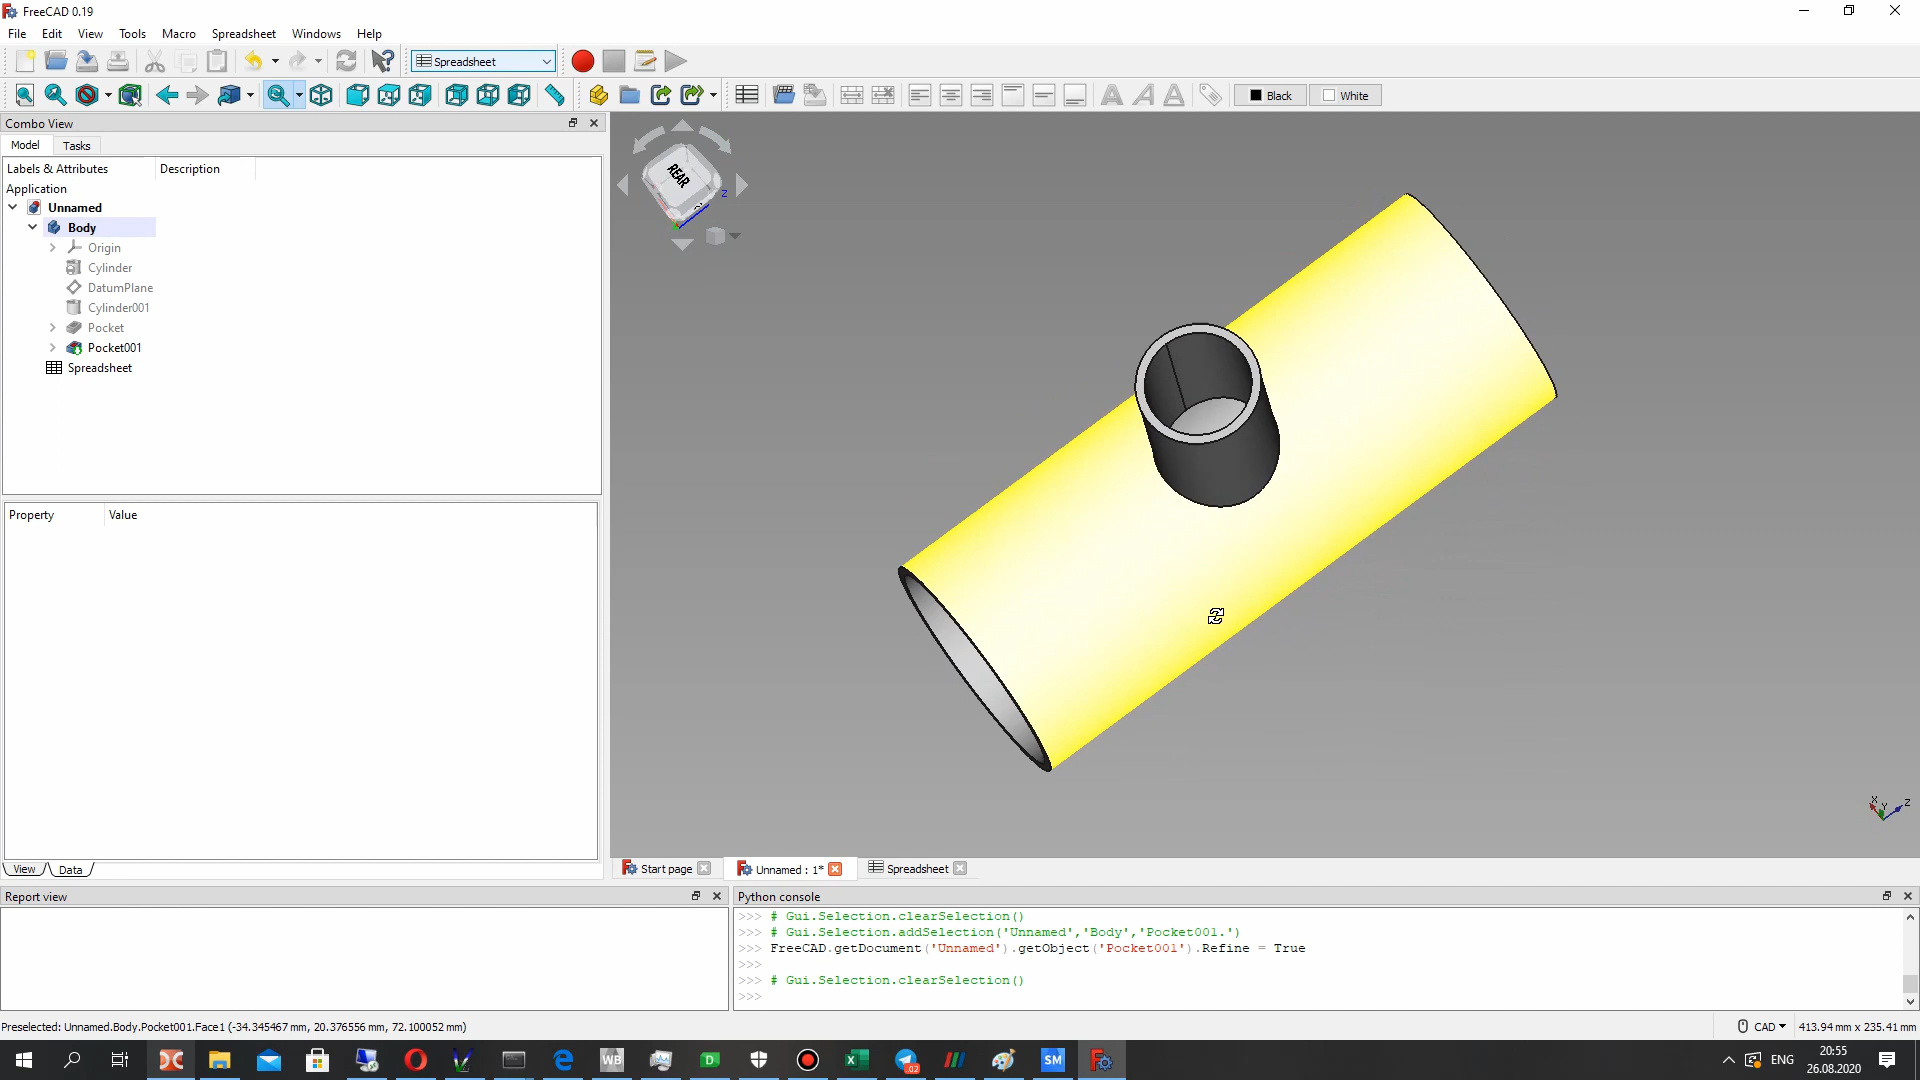 FreeCAD 0.19
File Edit View Tools Macro Spreadsheet Windows Help
Spreadsheet
Black White
Combo View
Model Tasks
Labels & Attributes Description
Application
Unnamed
Body
Origin
Cylinder
DatumPlane
Cylinder001
Pocket
Pocket001
Spreadsheet
REAR
Z
Property Value
X Y Z
View Data
Start page Unnamed : 1* Spreadsheet
Report view
Python console
>>> # Gui.Selection.clearSelection()
>>> # Gui.Selection.addSelection('Unnamed','Body','Pocket001.')
>>> FreeCAD.getDocument('Unnamed').getObject('Pocket001').Refine = True
>>>
>>> # Gui.Selection.clearSelection()
>>>
Preselected: Unnamed.Body.Pocket001.Face1 (-34.345467 mm, 20.376556 mm, 72.100052 mm)
CAD 413.94 mm x 235.41 mm
WB D X 02 SM
ENG
20:55
26.08.2020